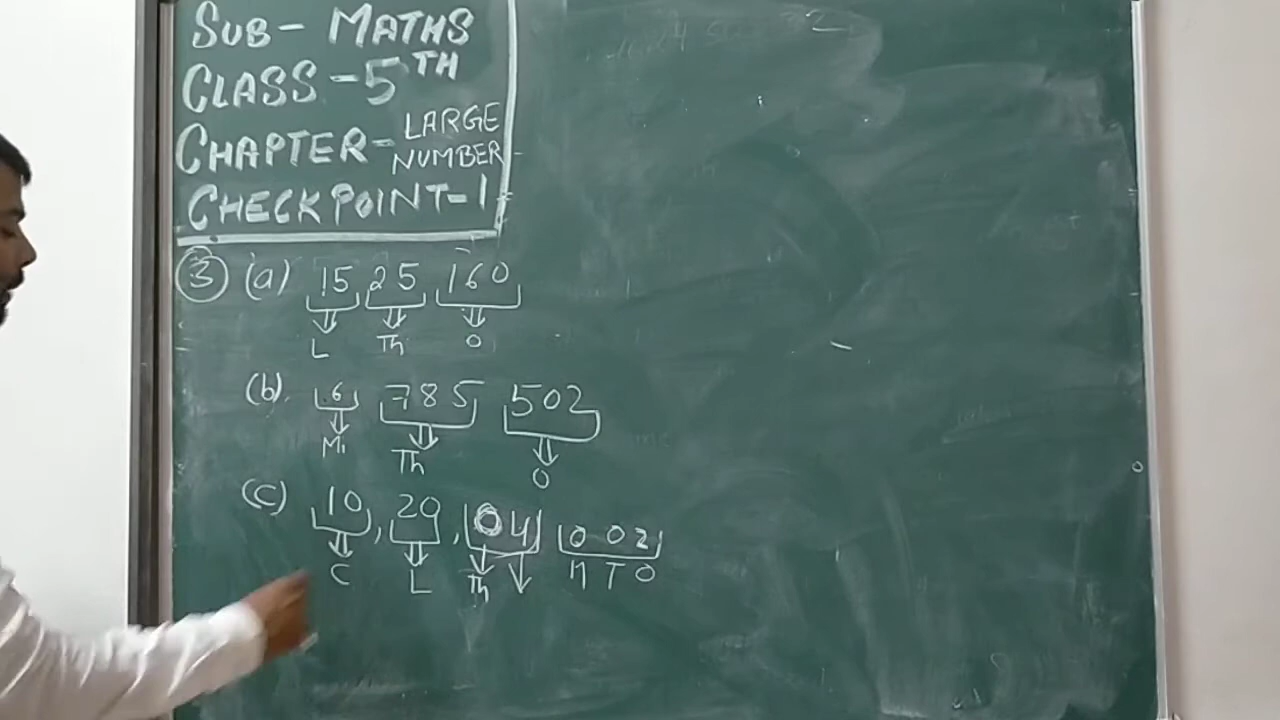 SUB- MATHS
CLASS-5TH
CHAPTER- LARGE NUMBER
CHECKPOINT-1
③ (a) 15 25 160
L Th O
(b). 6 785 502
M. Th O
(c) 10, 20, 04 002
C L Th H T O